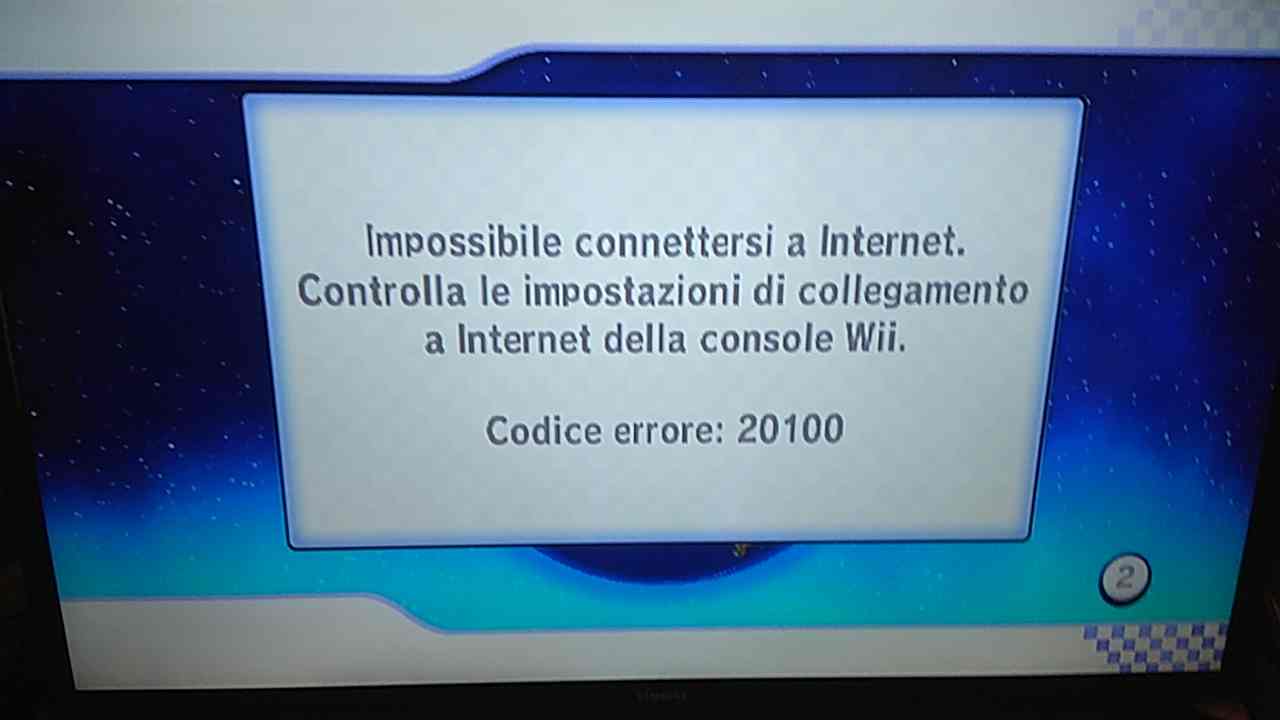 Impossibile connettersi a Internet.
Controlla le impostazioni di collegamento
a Internet della console Wii.
Codice errore: 20100
2